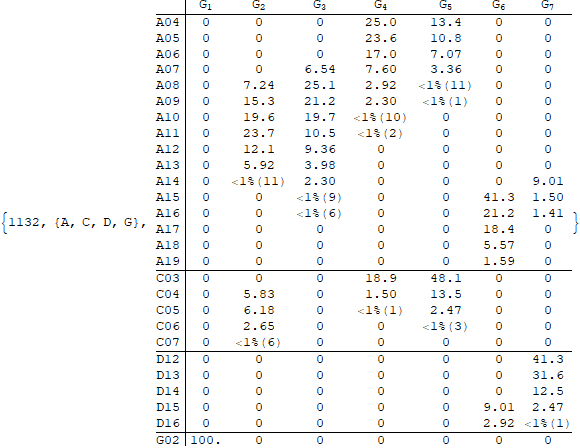 G1 G2 G3 G4 G5 G6 G7
A04 0 0 0 25.0 13.4 0 0
A05 0 0 0 23.6 10.8 0 0
A06 0 0 0 17.0 7.07 0 0
A07 0 0 6.54 7.60 3.36 0 0
A08 0 7.24 25.1 2.92 <1%(11) 0 0
A09 0 15.3 21.2 2.30 <1%(1) 0 0
A10 0 19.6 19.7 <1%(10) 0 0 0
A11 0 23.7 10.5 <1%(2) 0 0 0
A12 0 12.1 9.36 0 0 0 0
A13 0 5.92 3.98 0 0 0 0
A14 0 <1%(11) 2.30 0 0 0 9.01
A15 0 0 <1%(9) 0 0 41.3 1.50
{1132, {A, C, D, G}, A16 0 0 <1%(6) 0 0 21.2 1.41 }
A17 0 0 0 0 0 18.4 0
A18 0 0 0 0 0 5.57 0
A19 0 0 0 0 0 1.59 0
C03 0 0 0 18.9 48.1 0 0
C04 0 5.83 0 1.50 13.5 0 0
C05 0 6.18 0 <1%(1) 2.47 0 0
C06 0 2.65 0 0 <1%(3) 0 0
C07 0 <1%(6) 0 0 0 0 0
D12 0 0 0 0 0 0 41.3
D13 0 0 0 0 0 0 31.6
D14 0 0 0 0 0 0 12.5
D15 0 0 0 0 0 9.01 2.47
D16 0 0 0 0 0 2.92 <1%(1)
G02 100. 0 0 0 0 0 0